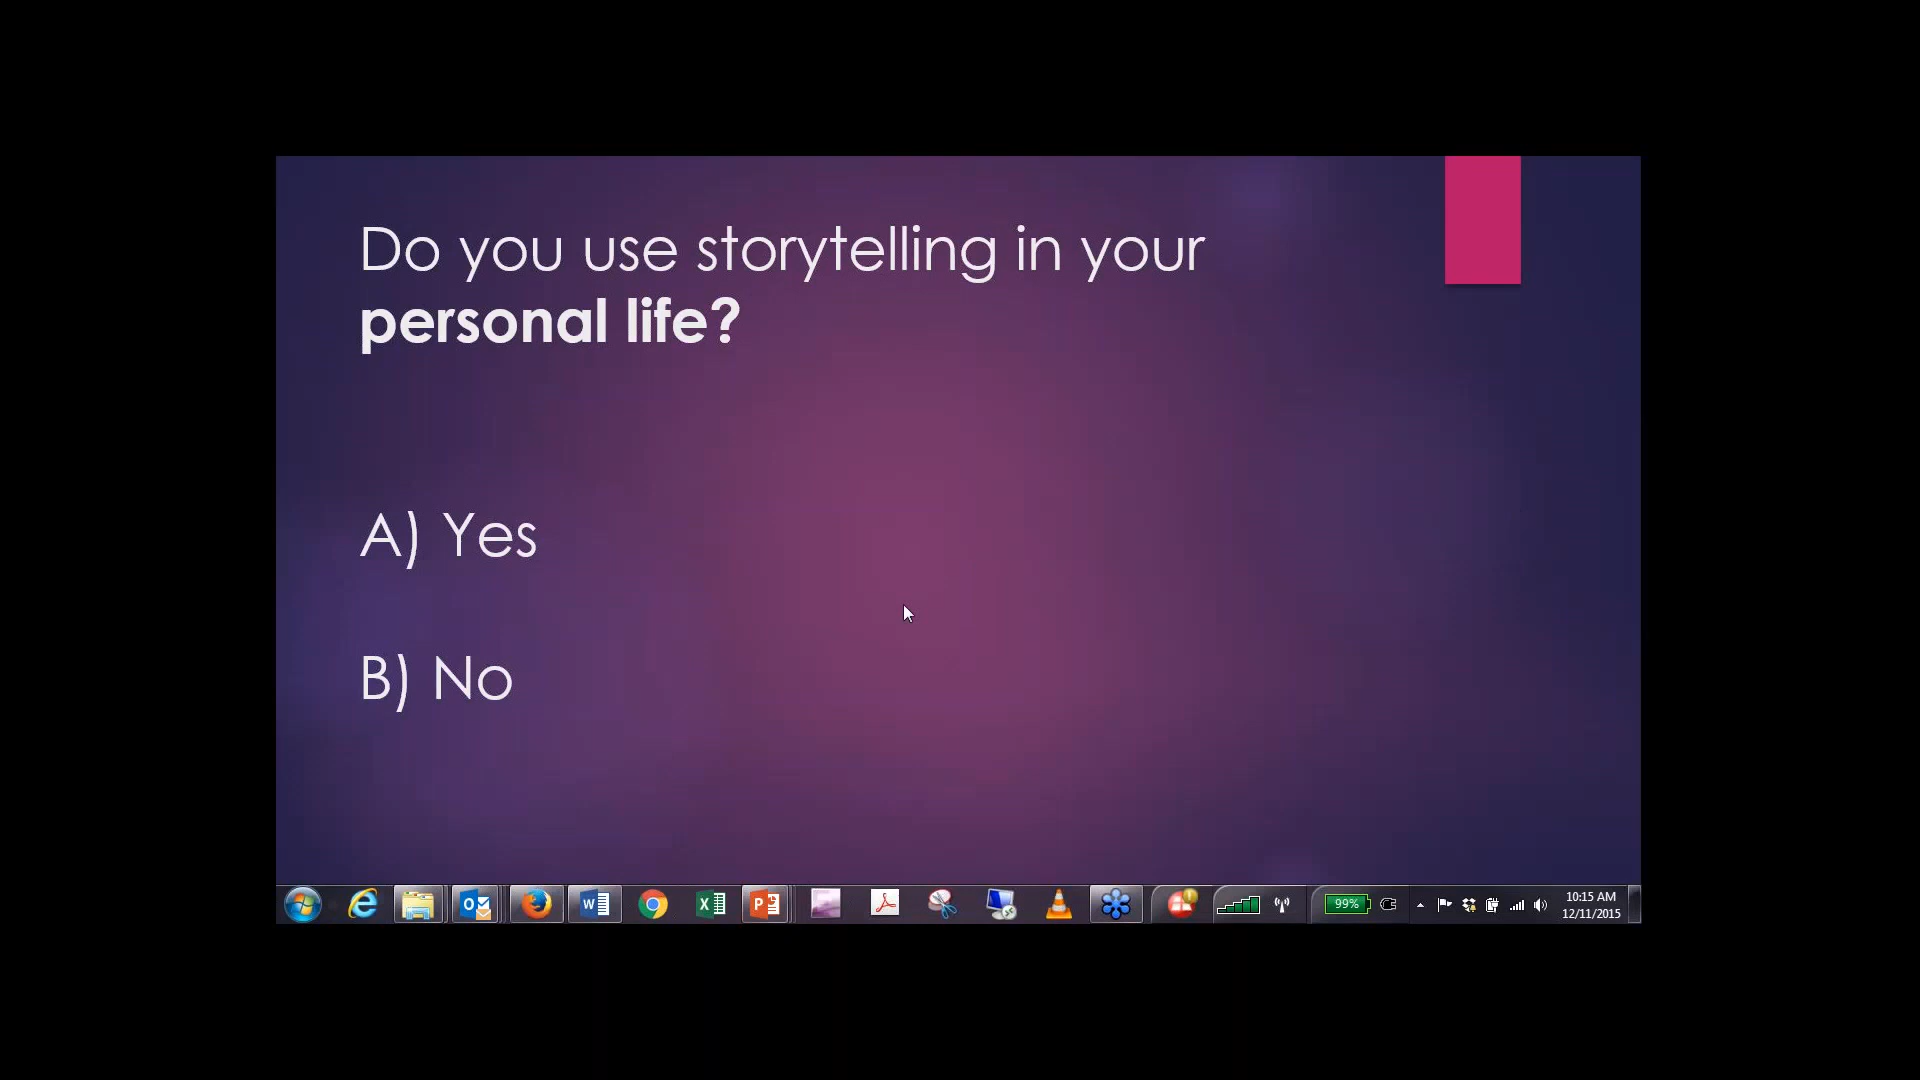 Do you use storytelling in your
personal life?
A) Yes
B) No
99%
10:15 AM
12/11/2015